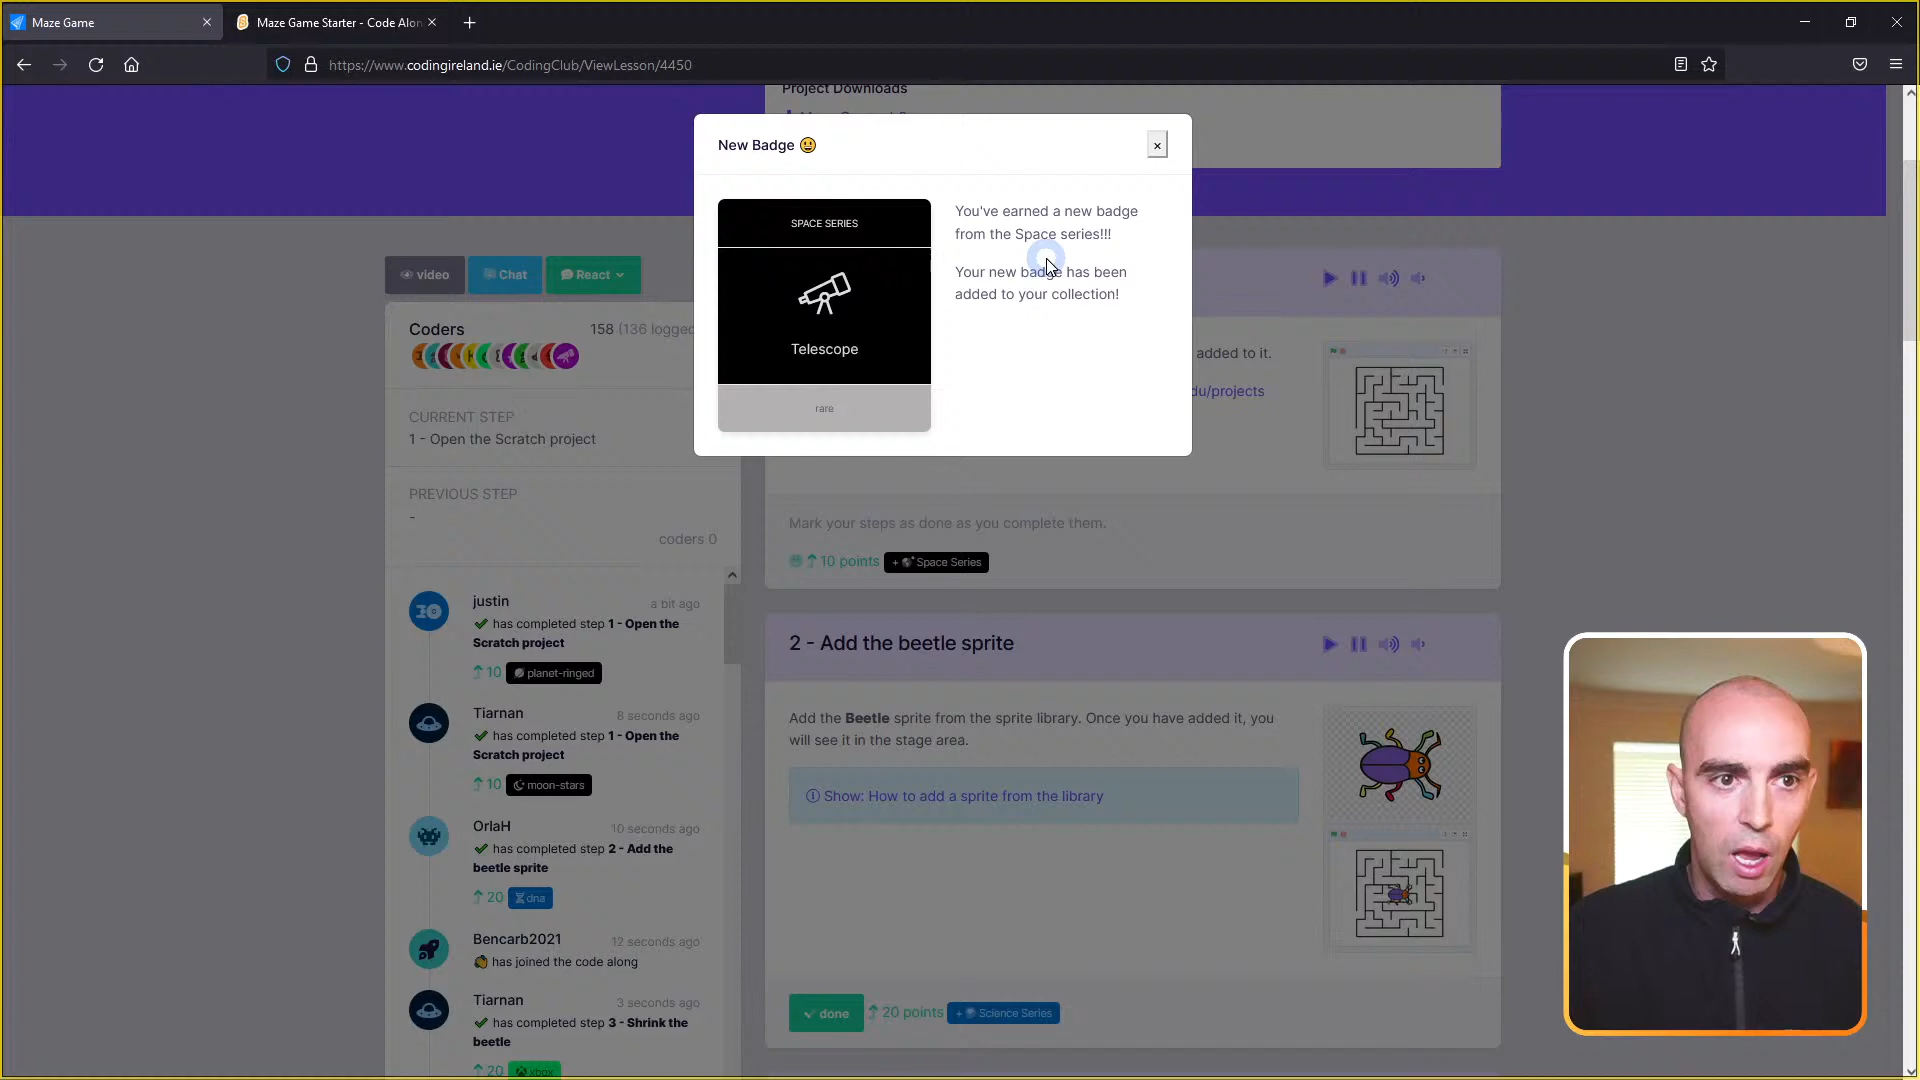 Maze Game
Maze Game Starter - Code Alon
https://www.codingireland.ie/CodingClub/ViewLesson/4450
Project Downloads
New Badge
SPACE SERIES
Telescope
rare
You've earned a new badge
from the Space series!!!
Your new badge has been
added to your collection!
video
Chat
React
Coders
158 (136 logged
CURRENT STEP
1 - Open the Scratch project
PREVIOUS STEP
-
coders 0
justin
a bit ago
has completed step 1 - Open the
Scratch project
10
planet-ringed
Tiarnan
8 seconds ago
has completed step 1 - Open the
Scratch project
10
moon-stars
OrlaH
10 seconds ago
has completed step 2 - Add the
beetle sprite
20
dna
Bencarb2021
12 seconds ago
has joined the code along
Tiarnan
3 seconds ago
has completed step 3 - Shrink the
beetle
20
xbox
added to it.
du/projects
Mark your steps as done as you complete them.
10 points
+ Space Series
2 - Add the beetle sprite
Add the Beetle sprite from the sprite library. Once you have added it, you
will see it in the stage area.
Show: How to add a sprite from the library
done
20 points
+ Science Series